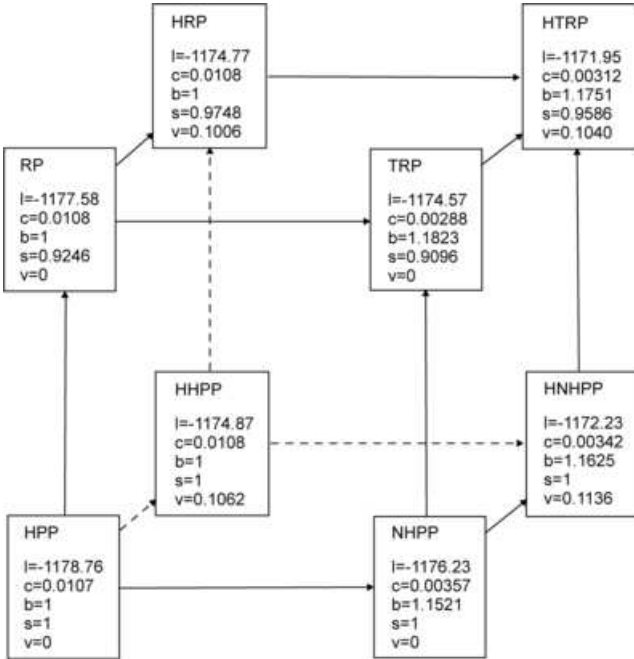 HRP
l=-1174.77
c=0.0108
b=1
s=0.9748
v=0.1006
HTRP
l=-1171.95
c=0.00312
b=1.1751
s=0.9586
v=0.1040
RP
l=-1177.58
c=0.0108
b=1
s=0.9246
v=0
TRP
l=-1174.57
c=0.00288
b=1.1823
s=0.9096
v=0
HHPP
l=-1174.87
c=0.0108
b=1
s=1
v=0.1062
HNHPP
l=-1172.23
c=0.00342
b=1.1625
s=1
v=0.1136
HPP
l=-1178.76
c=0.0107
b=1
s=1
v=0
NHPP
l=-1176.23
c=0.00357
b=1.1521
s=1
v=0